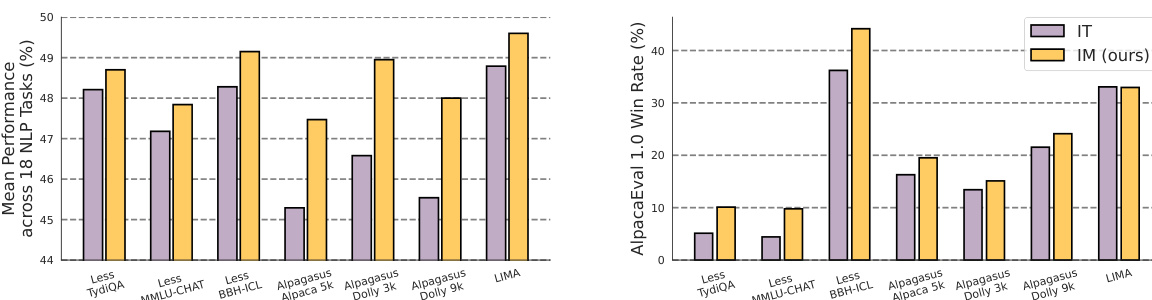 Mean Performance
across 18 NLP Tasks (%)
50
49
48
47
46
45
44
Less
TydiQA
Less
MMLU-CHAT
Less
BBH-ICL
Alpagasus
Alpaca 5k
Alpagasus
Dolly 3k
Alpagasus
Dolly 9k
LIMA
AlpacaEval 1.0 Win Rate (%)
40
30
20
10
0
IT
IM (ours)
Less
TydiQA
Less
MMLU-CHAT
Less
BBH-ICL
Alpagasus
Alpaca 5k
Alpagasus
Dolly 3k
Alpagasus
Dolly 9k
LIMA